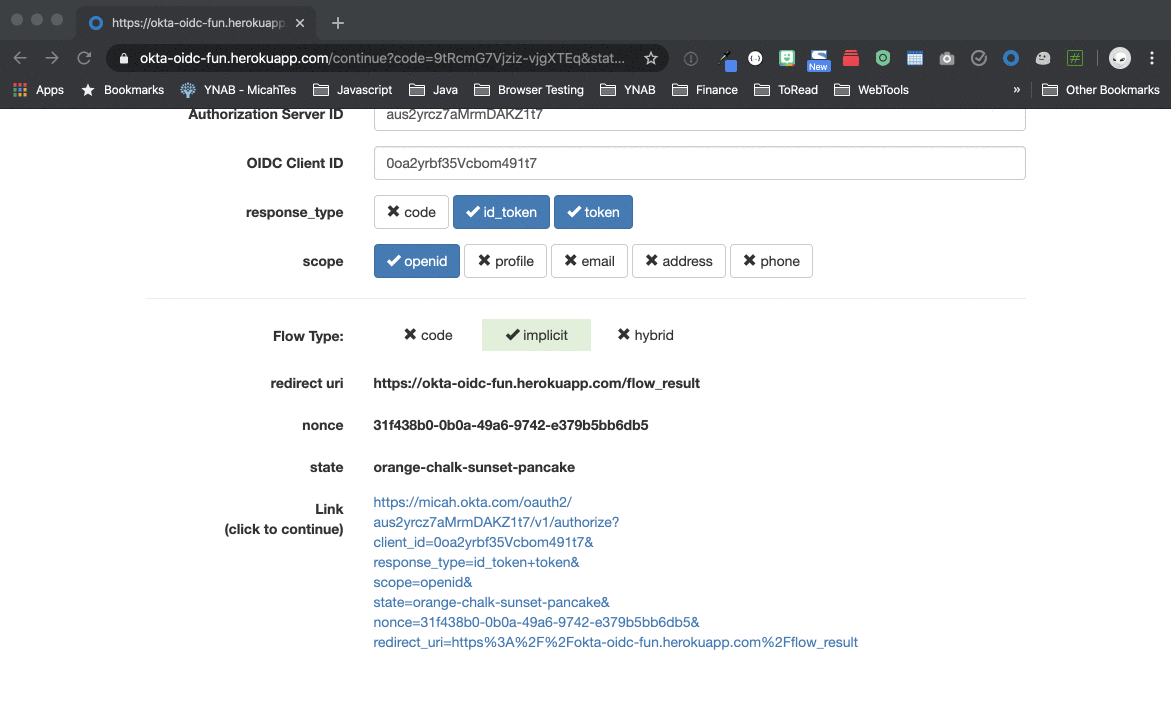 https://okta-oidc-fun.herokuapp
okta-oidc-fun.herokuapp.com/continue?code=9tRcmG7Vjziz-vjgXTEq&stat...
New
Apps Bookmarks YNAB - MicahTes Javascript Java Browser Testing YNAB Finance ToRead WebTools » Other Bookmarks
Authorization Server ID aus2yrcz7aMrmDAKZ1t7
OIDC Client ID 0oa2yrbf35Vcbom491t7
response_type code id_token token
scope openid profile email address phone
Flow Type: code implicit hybrid
redirect uri https://okta-oidc-fun.herokuapp.com/flow_result
nonce 31f438b0-0b0a-49a6-9742-e379b5bb6db5
state orange-chalk-sunset-pancake
Link
(click to continue)
https://micah.okta.com/oauth2/
aus2yrcz7aMrmDAKZ1t7/v1/authorize?
client_id=0oa2yrbf35Vcbom491t7&
response_type=id_token+token&
scope=openid&
state=orange-chalk-sunset-pancake&
nonce=31f438b0-0b0a-49a6-9742-e379b5bb6db5&
redirect_uri=https%3A%2F%2Fokta-oidc-fun.herokuapp.com%2Fflow_result